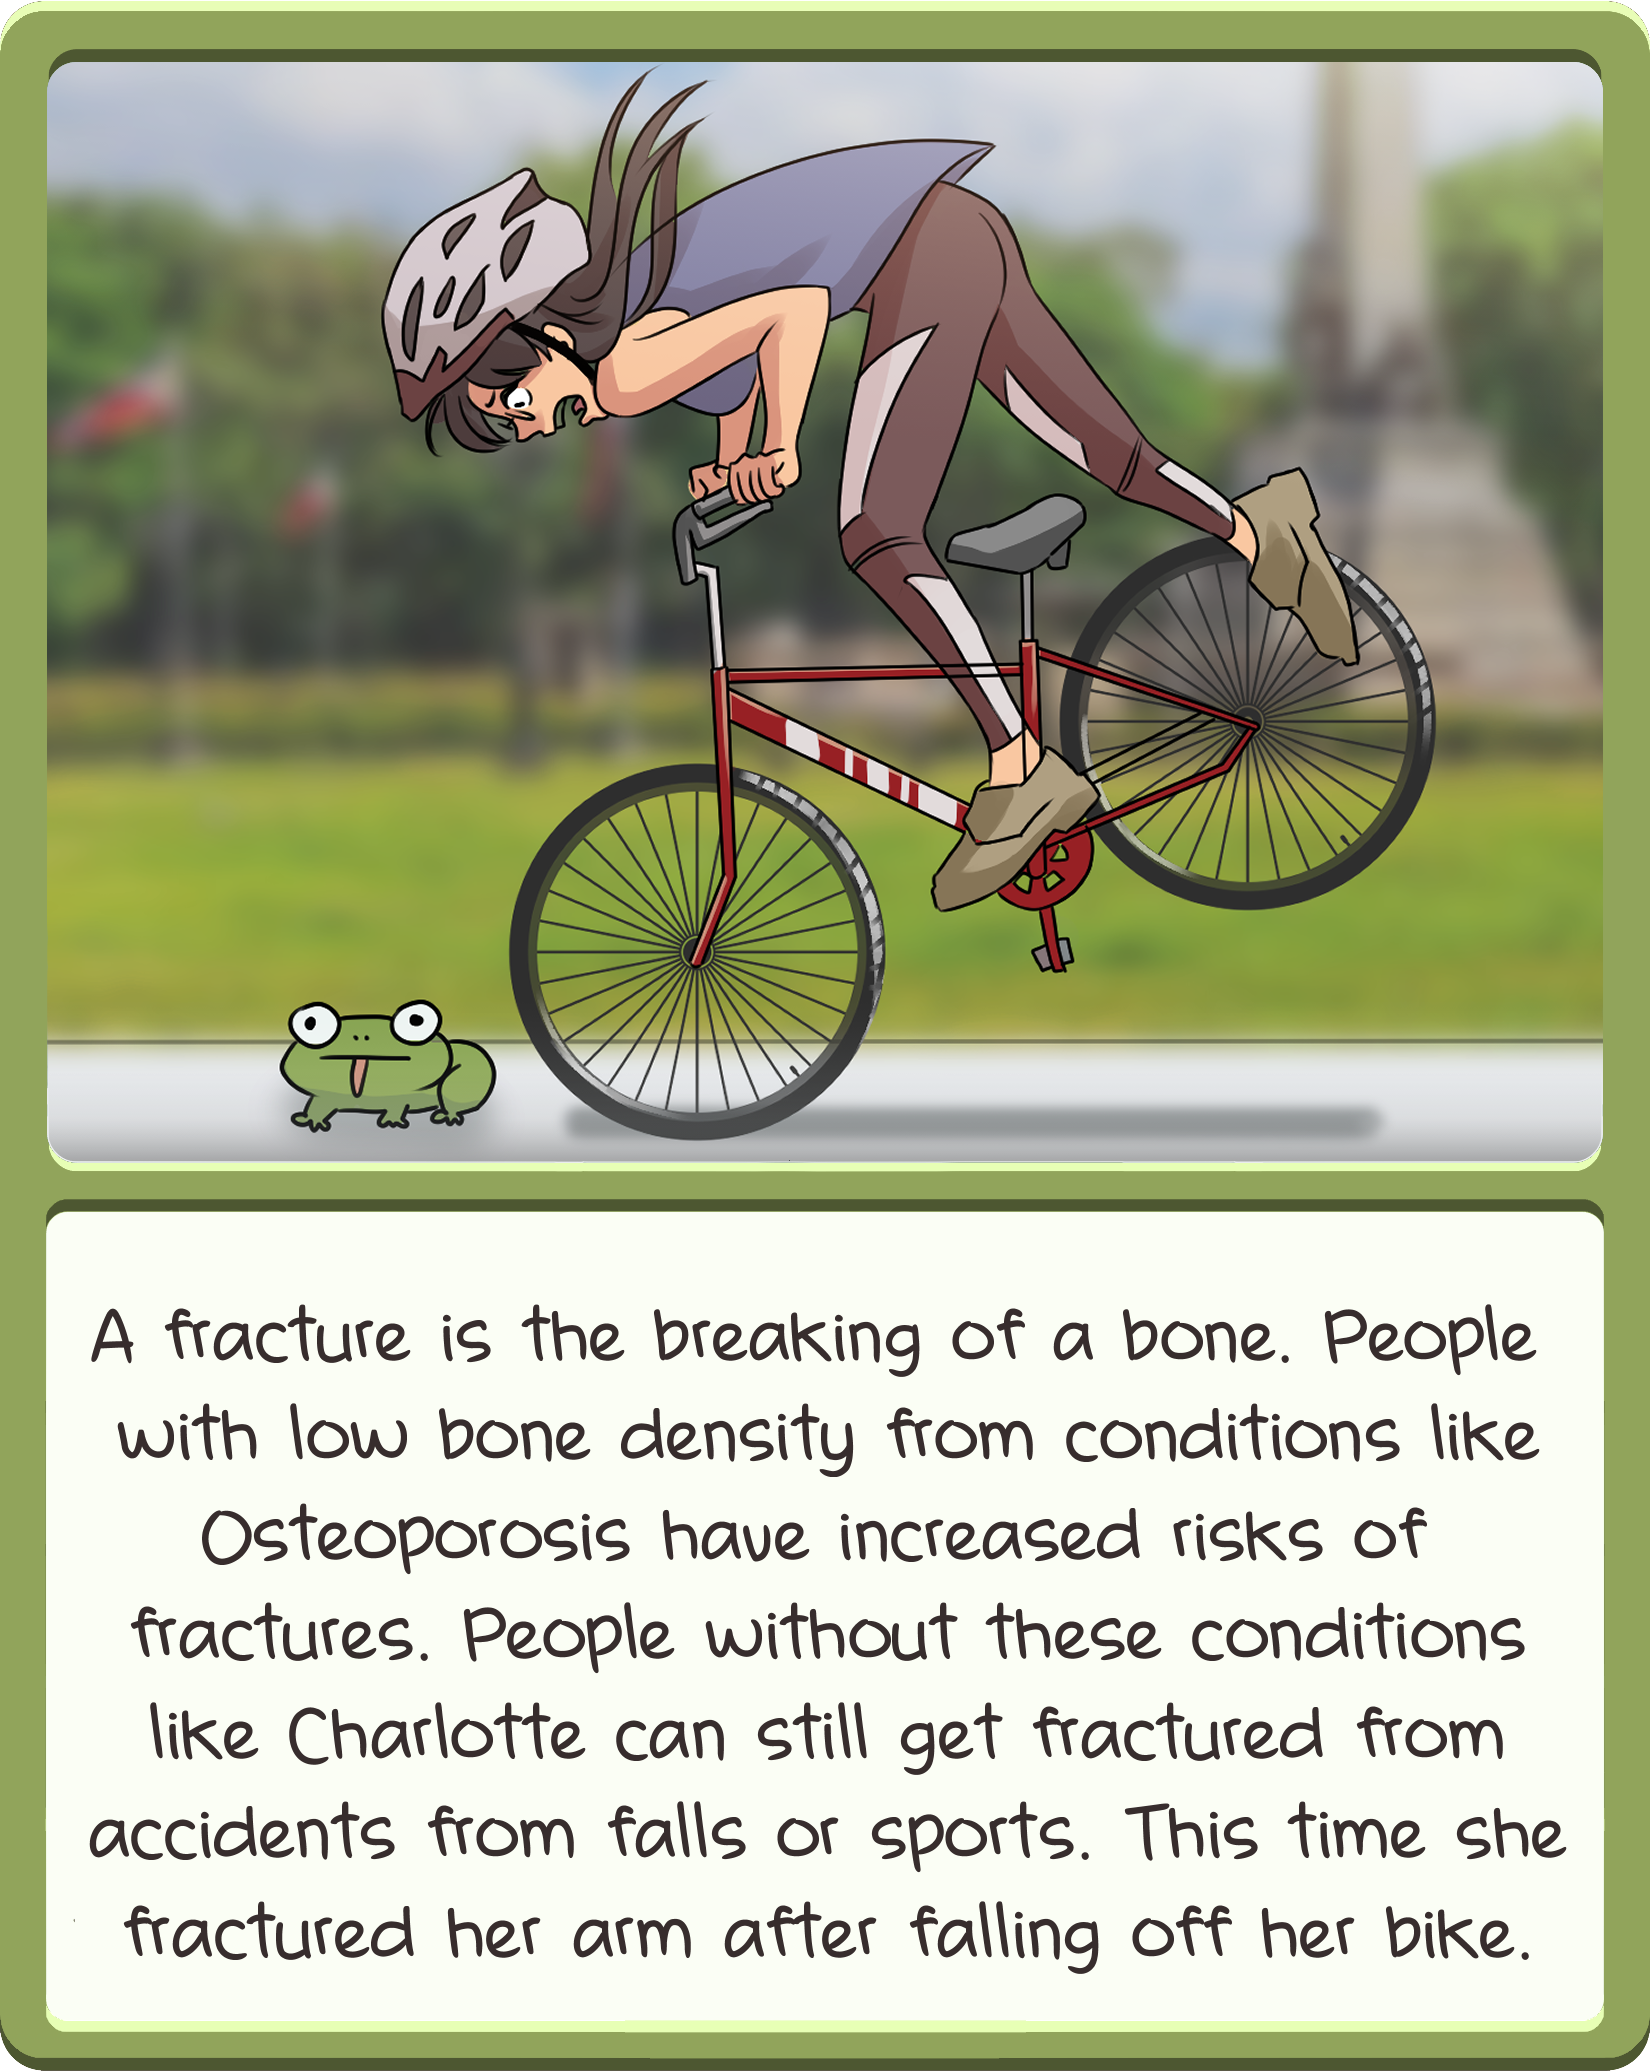 A fracture is the breaking of a bone. People
with low bone density from conditions like
Osteoporosis have increased risks of
fractures. People without these conditions
like Charlotte can still get fractured from
accidents from falls or sports. This time she
fractured her arm after falling off her bike.